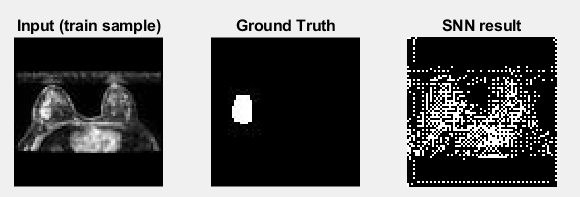 Input (train sample)
Ground Truth
SNN result